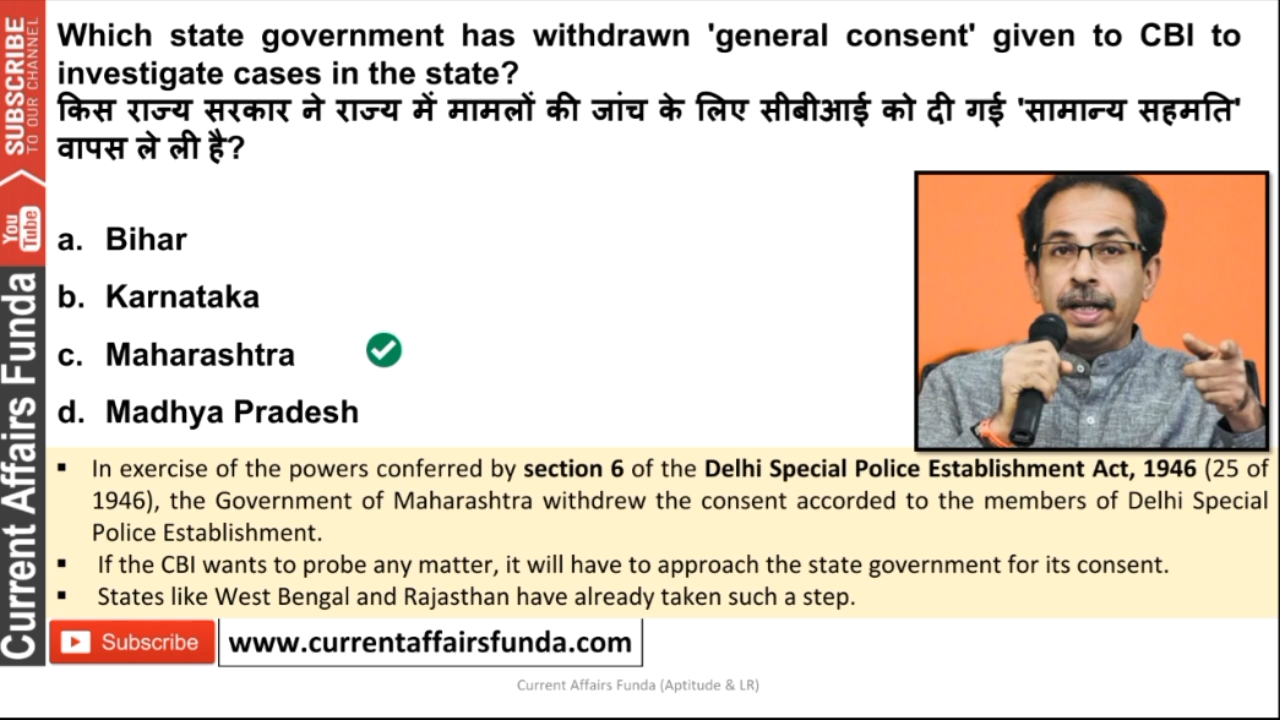 Which state government has withdrawn 'general consent' given to CBI to
investigate cases in the state?
किस राज्य सरकार ने राज्य में मामलों की जांच के लिए सीबीआई को दी गई 'सामान्य सहमति'
वापस ले ली है?
a. Bihar
b. Karnataka
c. Maharashtra
d. Madhya Pradesh
▪ In exercise of the powers conferred by section 6 of the Delhi Special Police Establishment Act, 1946 (25 of
1946), the Government of Maharashtra withdrew the consent accorded to the members of Delhi Special
Police Establishment.
▪ If the CBI wants to probe any matter, it will have to approach the state government for its consent.
▪ States like West Bengal and Rajasthan have already taken such a step.
Subscribe
www.currentaffairsfunda.com
Current Affairs Funda (Aptitude & LR)
SUBSCRIBE
TO OUR CHANNEL
You
Tube
Current Affairs Funda